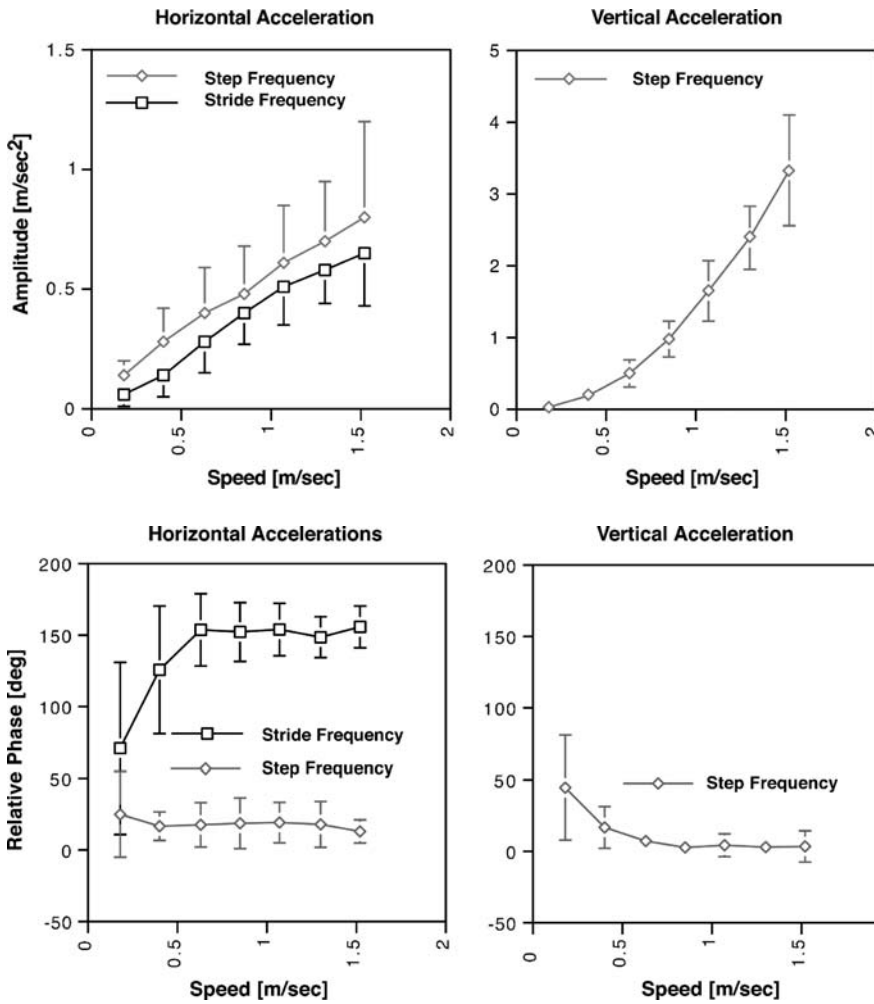 Horizontal Acceleration
Amplitude [m/sec2]
1.5
1
0.5
0
Step Frequency
Stride Frequency
0
0.5
1
1.5
2
Speed [m/sec]
Vertical Acceleration
5
4
3
2
1
0
Step Frequency
0
0.5
1
1.5
2
Speed [m/sec]
Horizontal Accelerations
Relative Phase [deg]
200
150
100
50
0
-50
Stride Frequency
Step Frequency
0
0.5
1
1.5
2
Speed [m/sec]
Vertical Acceleration
200
150
100
50
0
-50
Step Frequency
0
0.5
1
1.5
Speed [m/sec]